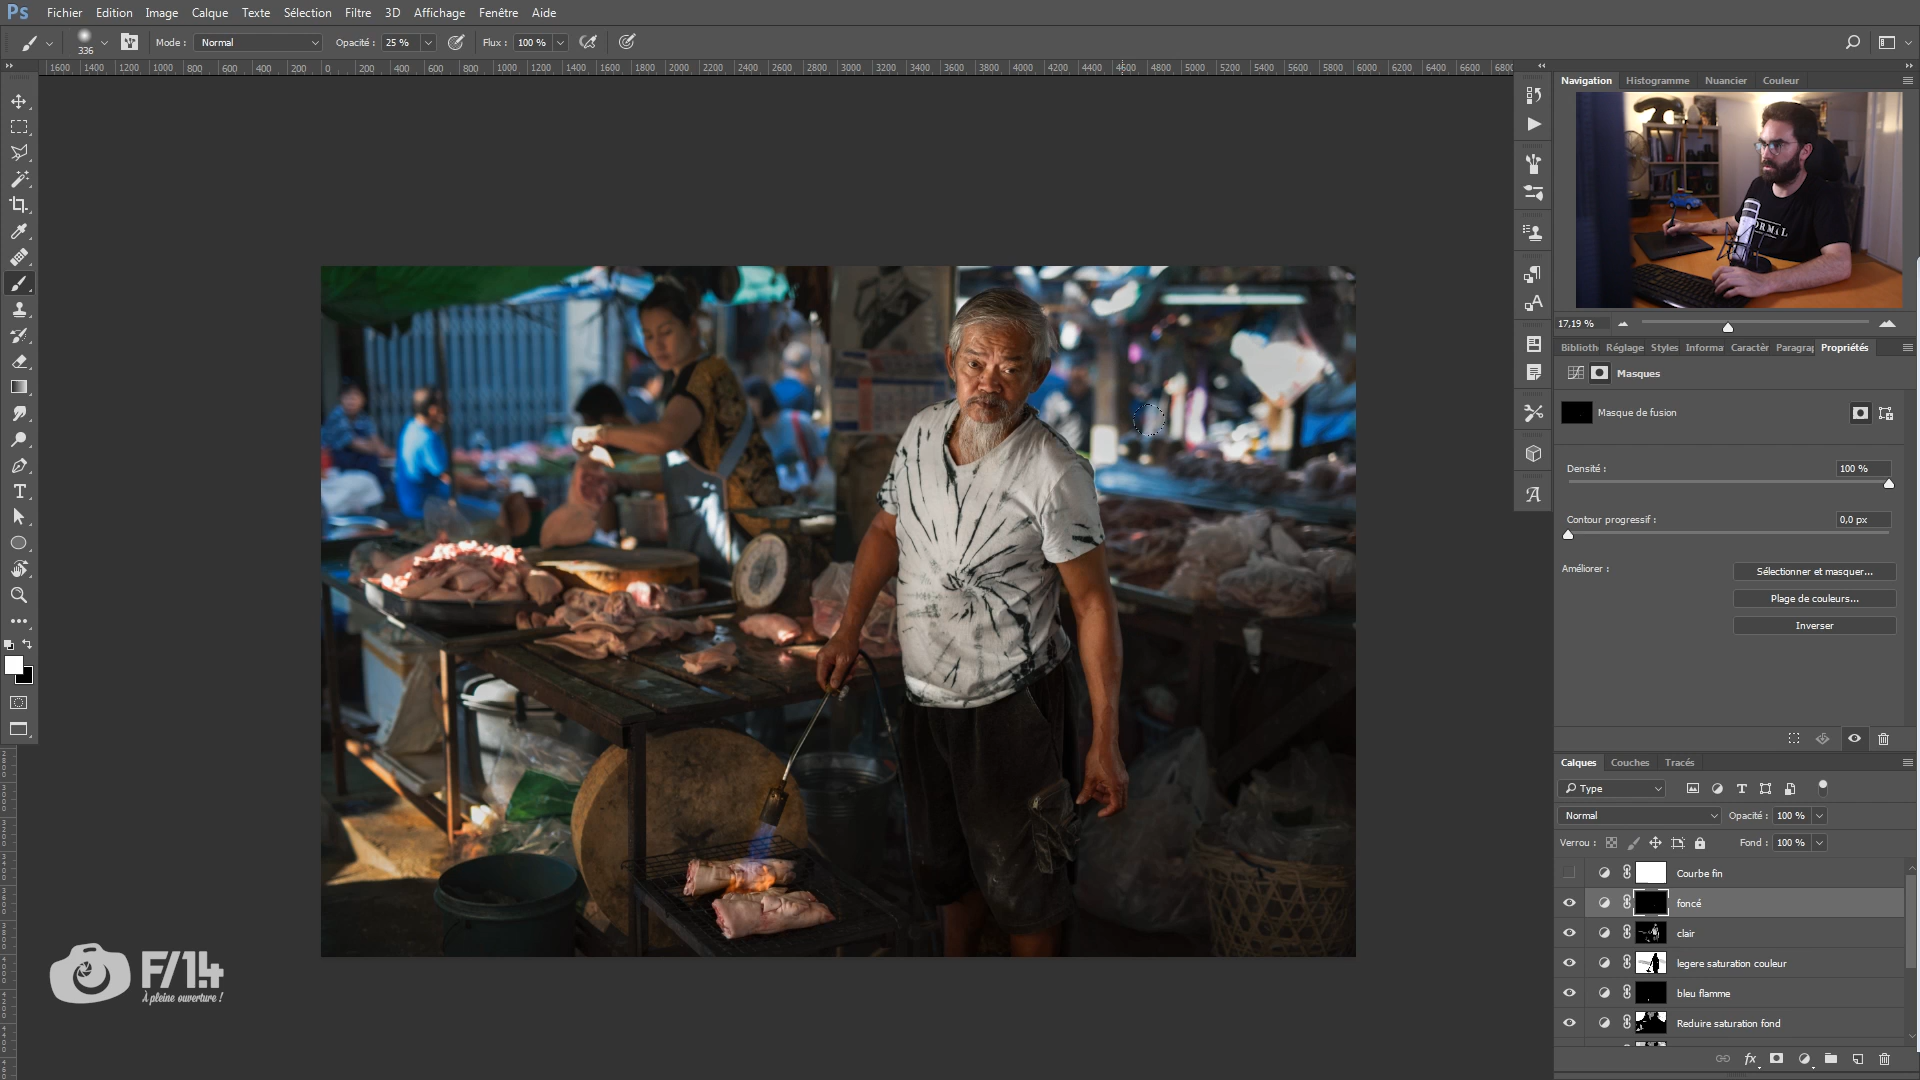 Ps Fichier Edition Image Calque Texte Sélection Filtre 3D Affichage Fenêtre Aide
336 Mode : Normal Opacité : 25 % Flux : 100 %
1600 1400 1200 1000 800 600 400 200 0 200 400 600 800 1000 1200 1400 1600 1800 2000 2200 2400 2600 2800 3000 3200 3400 3600 3800 4000 4200 4400 4600 4800 5000 5200 5400 5600 5800 6000 6200 6400 6600 6800
Navigation Histogramme Nuancier Couleur
17,19 %
Biblioth Réglage Styles Informa Caractèr Paragrap Propriétés
Masques
Masque de fusion
Densité : 100 %
Contour progressif : 0,0 px
Améliorer : Sélectionner et masquer...
Plage de couleurs...
Inverser
Calques Couches Tracés
Type
Normal Opacité : 100 %
Verrou : Fond : 100 %
Courbe fin
foncé
clair
legere saturation couleur
bleu flamme
Reduire saturation fond
fx
F/1.4
À pleine ouverture !